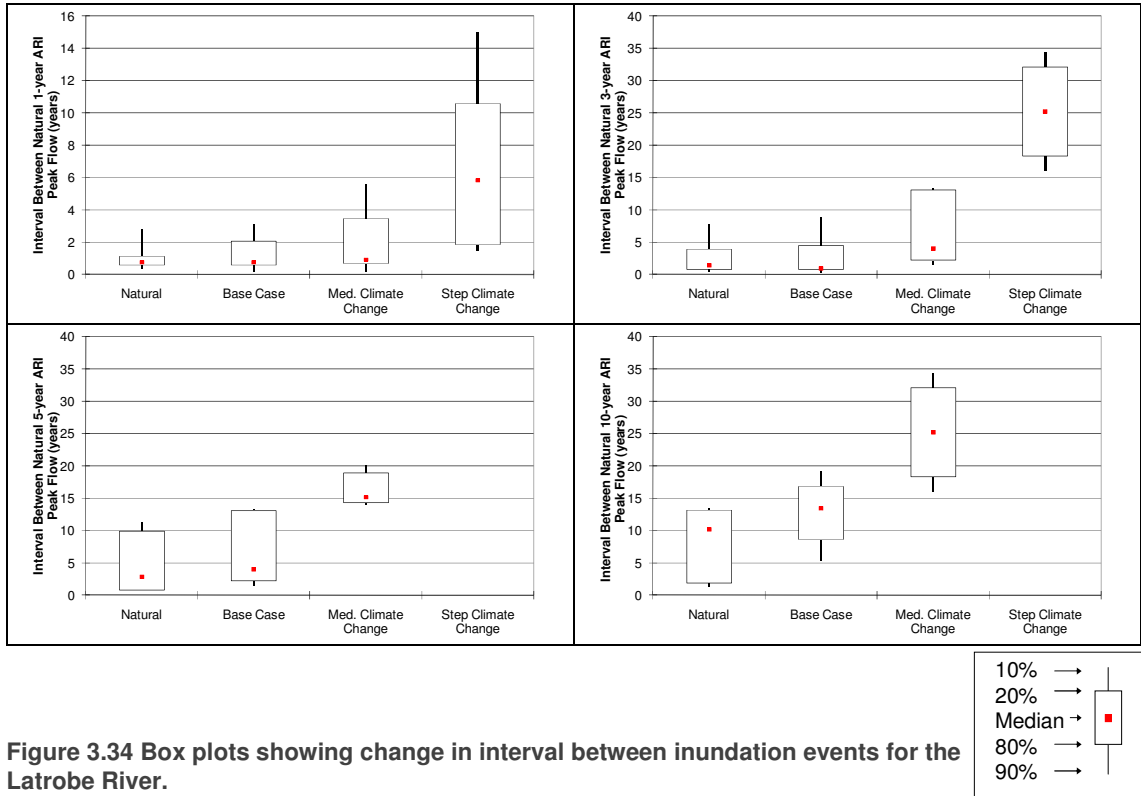 Interval Between Natural 1-year ARI
Peak Flow (years)
16
14
12
10
8
6
4
2
0
Natural
Base Case
Med. Climate
Change
Step Climate
Change
Interval Between Natural 3-year ARI
Peak Flow (years)
40
35
30
25
20
15
10
5
0
Natural
Base Case
Med. Climate
Change
Step Climate
Change
Interval Between Natural 5-year ARI
Peak Flow (years)
40
35
30
25
20
15
10
5
0
Natural
Base Case
Med. Climate
Change
Step Climate
Change
Interval Between Natural 10-year ARI
Peak Flow (years)
40
35
30
25
20
15
10
5
0
Natural
Base Case
Med. Climate
Change
Step Climate
Change
10%
20%
Median
80%
90%
Figure 3.34 Box plots showing change in interval between inundation events for the
Latrobe River.